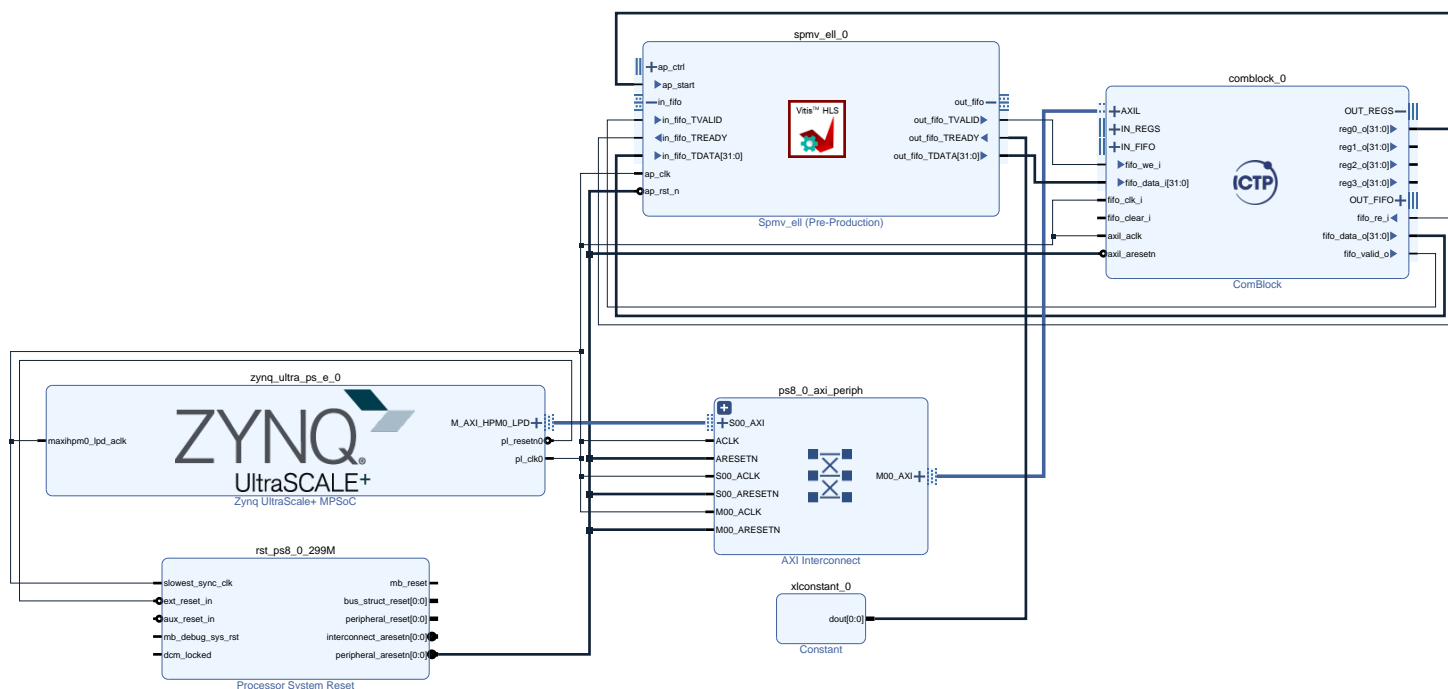 spmv_ell_0
ap_ctrl
ap_start
in_fifo
in_fifo_TVALID
in_fifo_TREADY
in_fifo_TDATA[31:0]
ap_clk
ap_rst_n
Vitis™ HLS
out_fifo
out_fifo_TVALID
out_fifo_TREADY
out_fifo_TDATA[31:0]
Spmv_ell (Pre-Production)
comblock_0
AXIL
IN_REGS
IN_FIFO
fifo_we_i
fifo_data_i[31:0]
fifo_clk_i
fifo_clear_i
axil_aclk
axil_aresetn
ICTP
OUT_REGS
reg0_o[31:0]
reg1_o[31:0]
reg2_o[31:0]
reg3_o[31:0]
OUT_FIFO
fifo_re_i
fifo_data_o[31:0]
fifo_valid_o
ComBlock
zynq_ultra_ps_e_0
maxihpm0_lpd_aclk
ZYNQ®
UltraSCALE+
M_AXI_HPM0_LPD
pl_resetn0
pl_clk0
Zynq UltraScale+ MPSoC
ps8_0_axi_periph
S00_AXI
ACLK
ARESETN
S00_ACLK
S00_ARESETN
M00_ACLK
M00_ARESETN
M00_AXI
AXI Interconnect
rst_ps8_0_299M
slowest_sync_clk
ext_reset_in
aux_reset_in
mb_debug_sys_rst
dcm_locked
mb_reset
bus_struct_reset[0:0]
peripheral_reset[0:0]
interconnect_aresetn[0:0]
peripheral_aresetn[0:0]
Processor System Reset
xlconstant_0
dout[0:0]
Constant